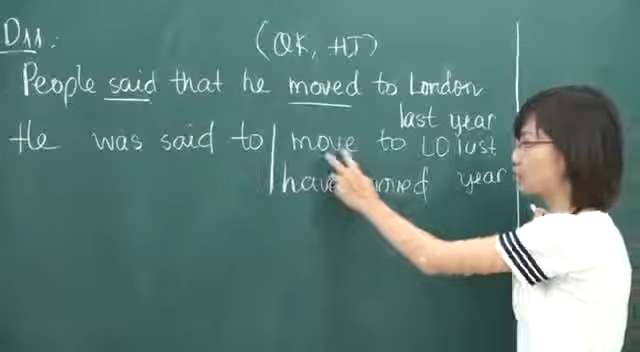 D11:
(QK, HT)
People said that he moved to London
last year
He was said to | move to LO last
have moved year